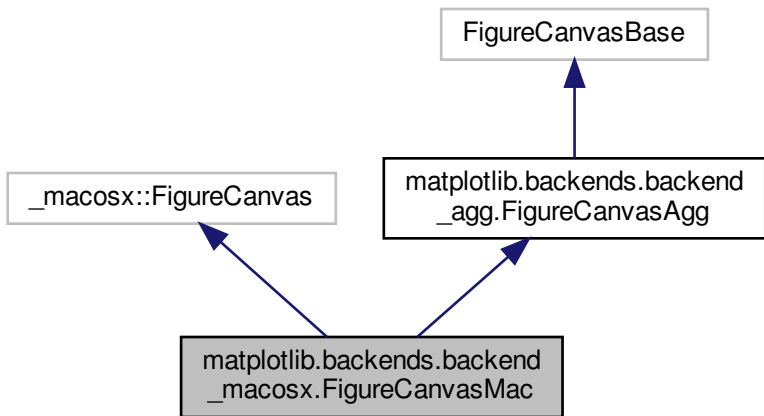 FigureCanvasBase
_macosx::FigureCanvas
matplotlib.backends.backend
_agg.FigureCanvasAgg
matplotlib.backends.backend
_macosx.FigureCanvasMac